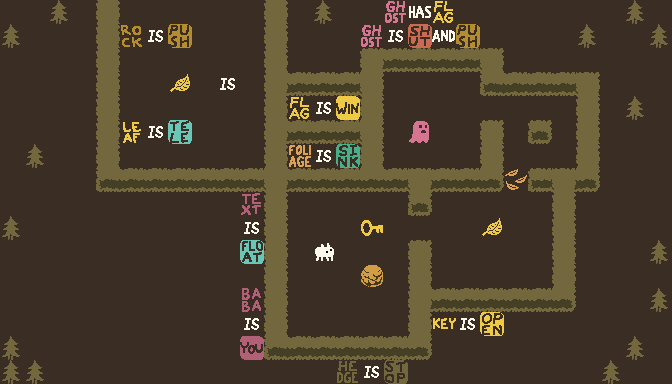 GHOST HAS FLAG
GHOST IS SHUT AND PUSH
ROCK IS PUSH
IS
FLAG IS WIN
LEAF IS TELE
FOLIAGE IS SINK
TEXT
IS
FLOAT
BABA
IS
YOU
KEY IS OPEN
HEDGE IS STOP